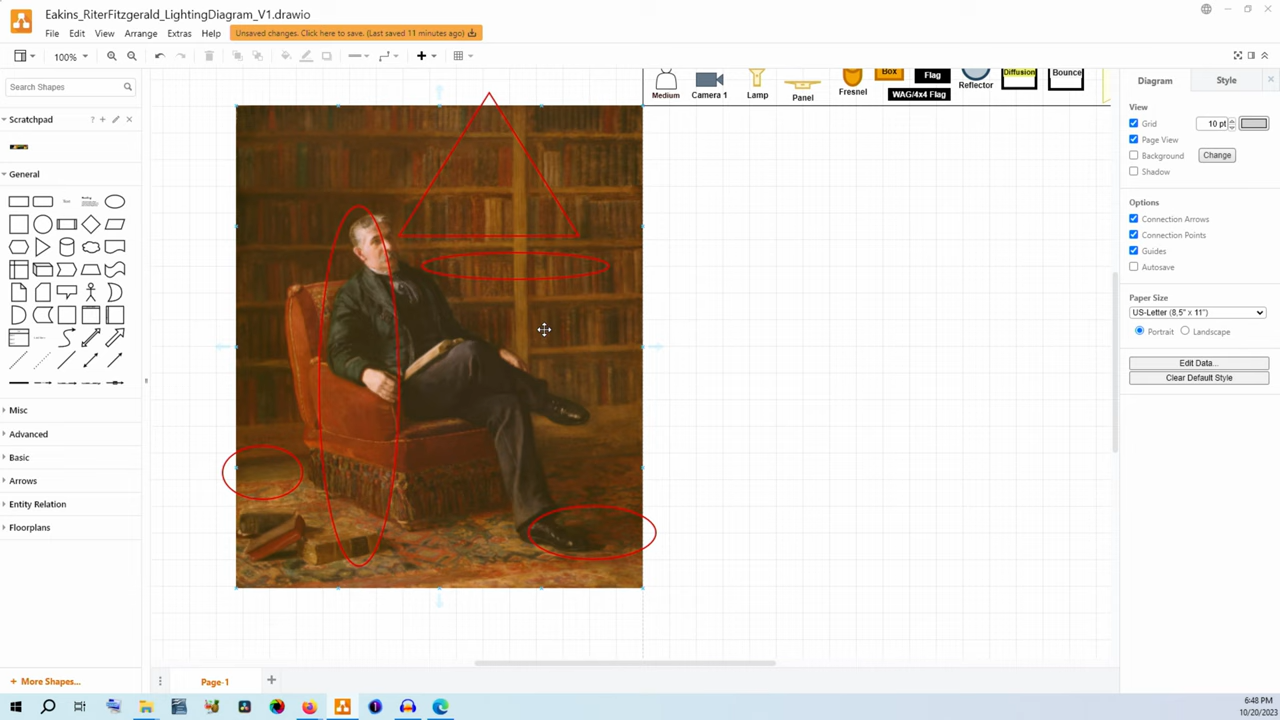 Eakins_RiterFitzgerald_LightingDiagram_V1.drawio
File Edit View Arrange Extras Help
Unsaved changes. Click here to save. (Last saved 11 minutes ago)
100%
Search Shapes
Scratchpad
?
General
Text
Misc
Advanced
Basic
Arrows
Entity Relation
Floorplans
+ More Shapes...
Medium
Camera 1
Lamp
Panel
Fresnel
Box
Flag
WAG/4x4 Flag
Reflector
Diffusion
Bounce
Diagram
Style
View
Grid
10 pt
Page View
Background
Change
Shadow
Options
Connection Arrows
Connection Points
Guides
Autosave
Paper Size
US-Letter (8,5" x 11")
Portrait
Landscape
Edit Data...
Clear Default Style
Page-1
6:48 PM
10/20/2023